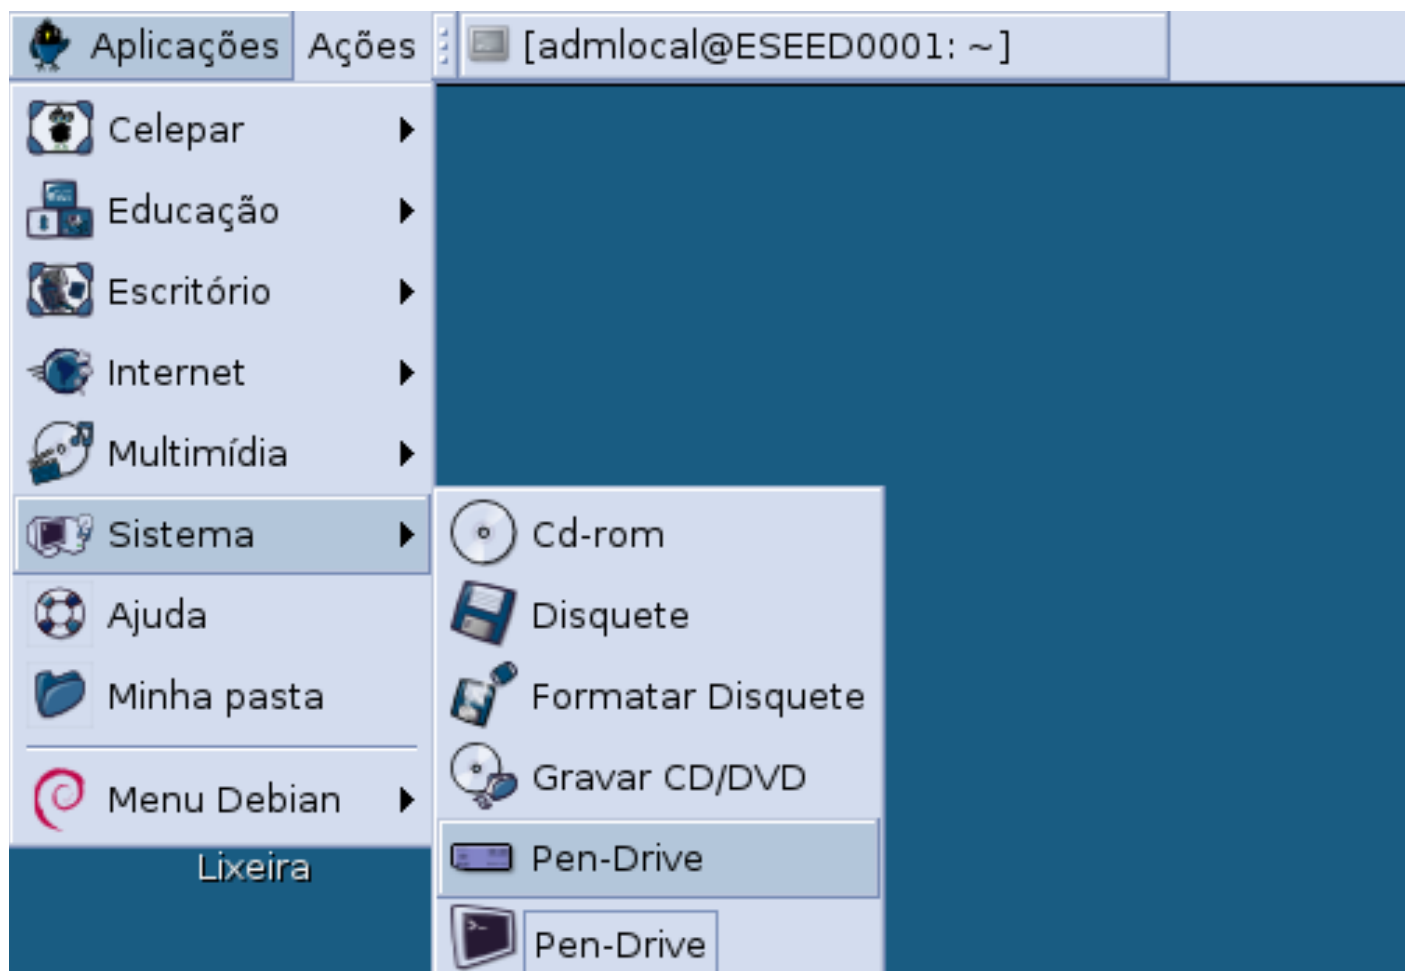 Aplicações Ações [admlocal@ESEED0001: ~]
Celepar
Educação
Escritório
Internet
Multimídia
Sistema
Ajuda
Minha pasta
Menu Debian
Lixeira
Cd-rom
Disquete
Formatar Disquete
Gravar CD/DVD
Pen-Drive
Pen-Drive